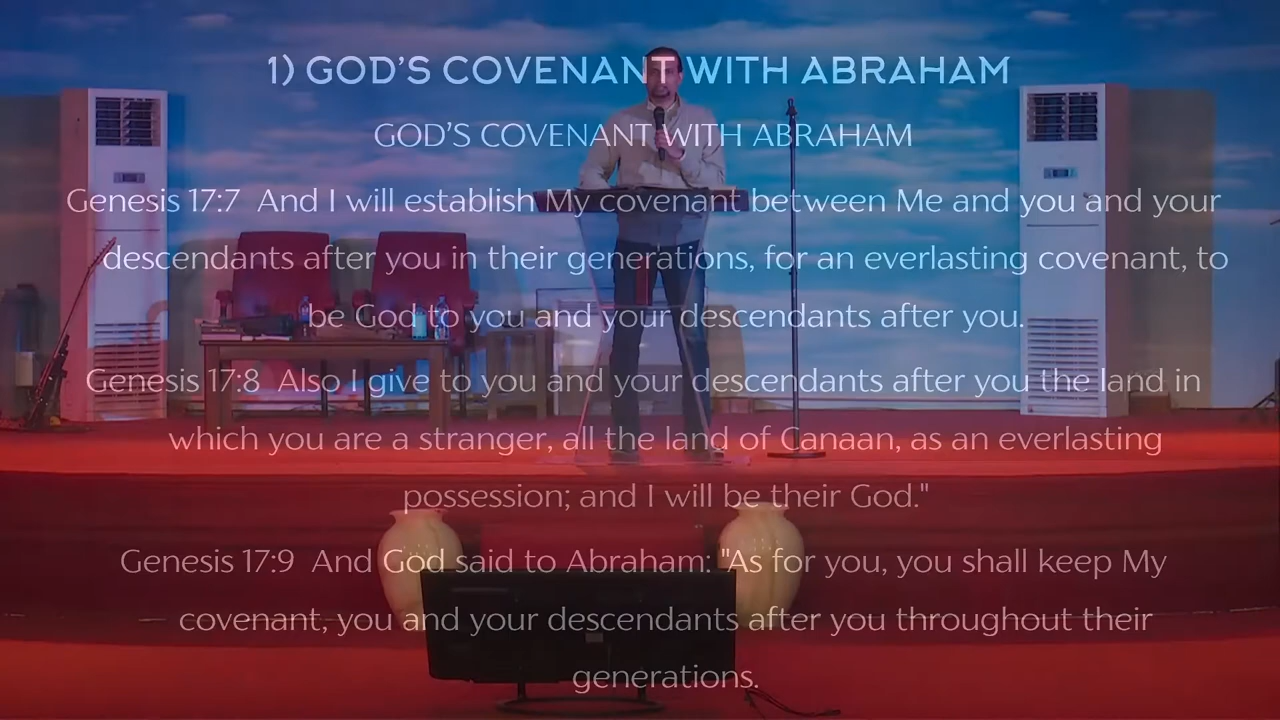 1) GOD'S COVENANT WITH ABRAHAM
GOD'S COVENANT WITH ABRAHAM
Genesis 17:7  And I will establish My covenant between Me and you and your
descendants after you in their generations, for an everlasting covenant, to
be God to you and your descendants after you.
Genesis 17:8  Also I give to you and your descendants after you the land in
which you are a stranger, all the land of Canaan, as an everlasting
possession; and I will be their God."
Genesis 17:9  And God said to Abraham: "As for you, you shall keep My
covenant, you and your descendants after you throughout their
generations.